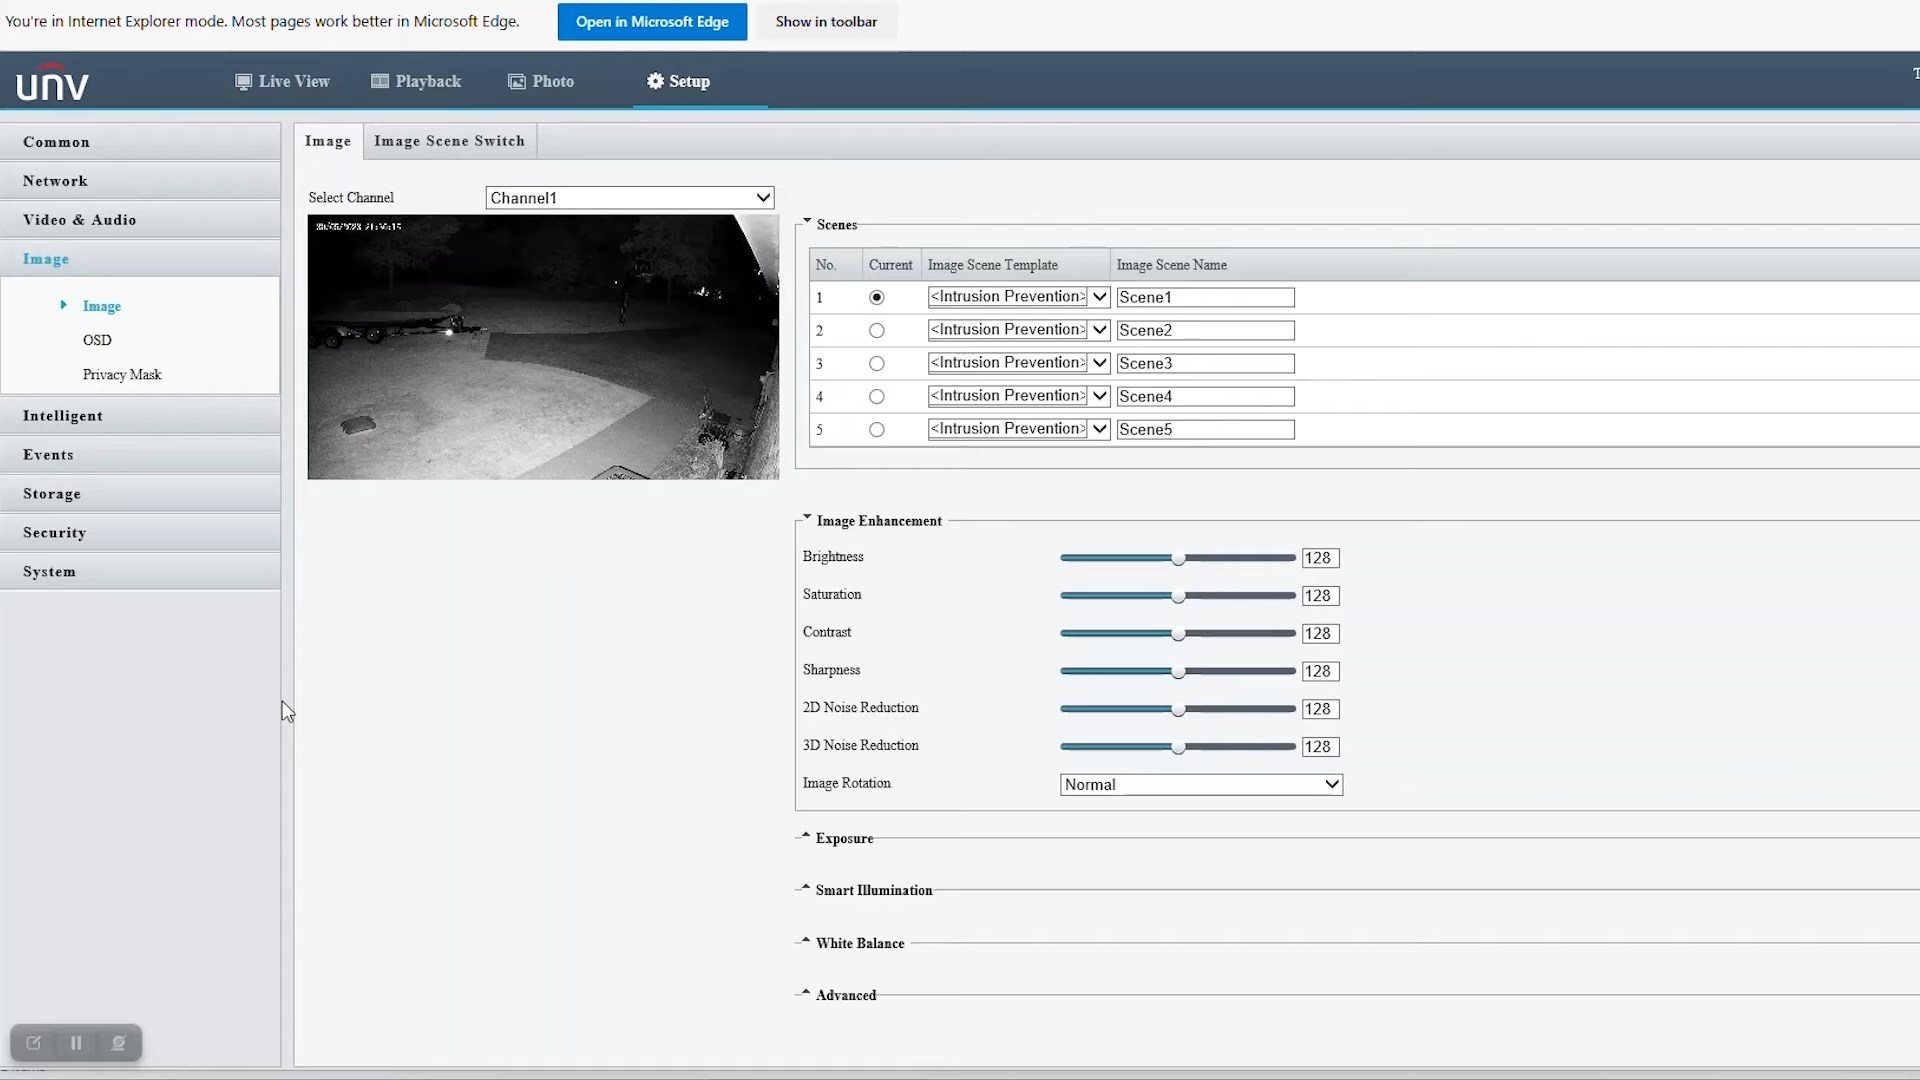 You're in Internet Explorer mode. Most pages work better in Microsoft Edge.
Open in Microsoft Edge
Show in toolbar
unv
Live View
Playback
Photo
Setup
Common
Network
Video & Audio
Image
Image
OSD
Privacy Mask
Intelligent
Events
Storage
Security
System
Image
Image Scene Switch
Select Channel
Channel1
Scenes
No. Current Image Scene Template Image Scene Name
1 <Intrusion Prevention> Scene1
2 <Intrusion Prevention> Scene2
3 <Intrusion Prevention> Scene3
4 <Intrusion Prevention> Scene4
5 <Intrusion Prevention> Scene5
Image Enhancement
Brightness 128
Saturation 128
Contrast 128
Sharpness 128
2D Noise Reduction 128
3D Noise Reduction 128
Image Rotation Normal
Exposure
Smart Illumination
White Balance
Advanced